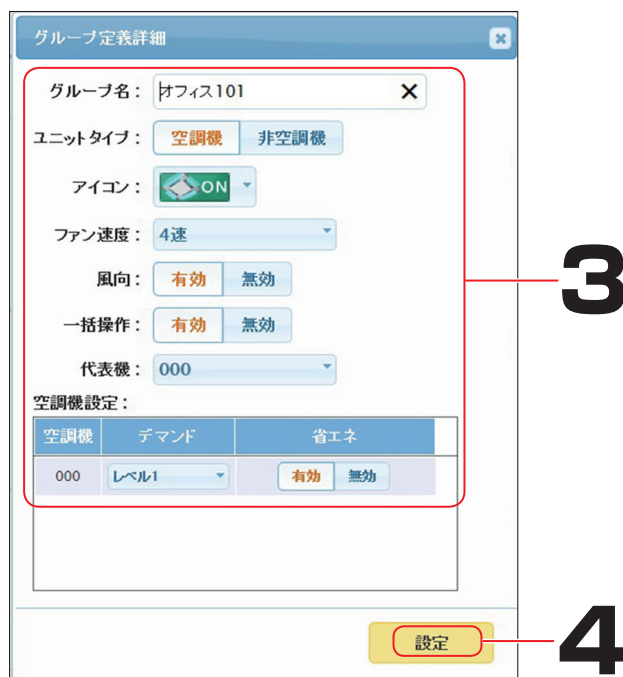 グループ定義詳細
グループ名： オフィス101
ユニットタイプ： 空調機 非空調機
アイコン： ON
ファン速度： 4速
風向： 有効 無効
一括操作： 有効 無効
代表機： 000
空調機設定：
空調機 デマンド 省エネ
000 レベル1 有効 無効
3
設定
4